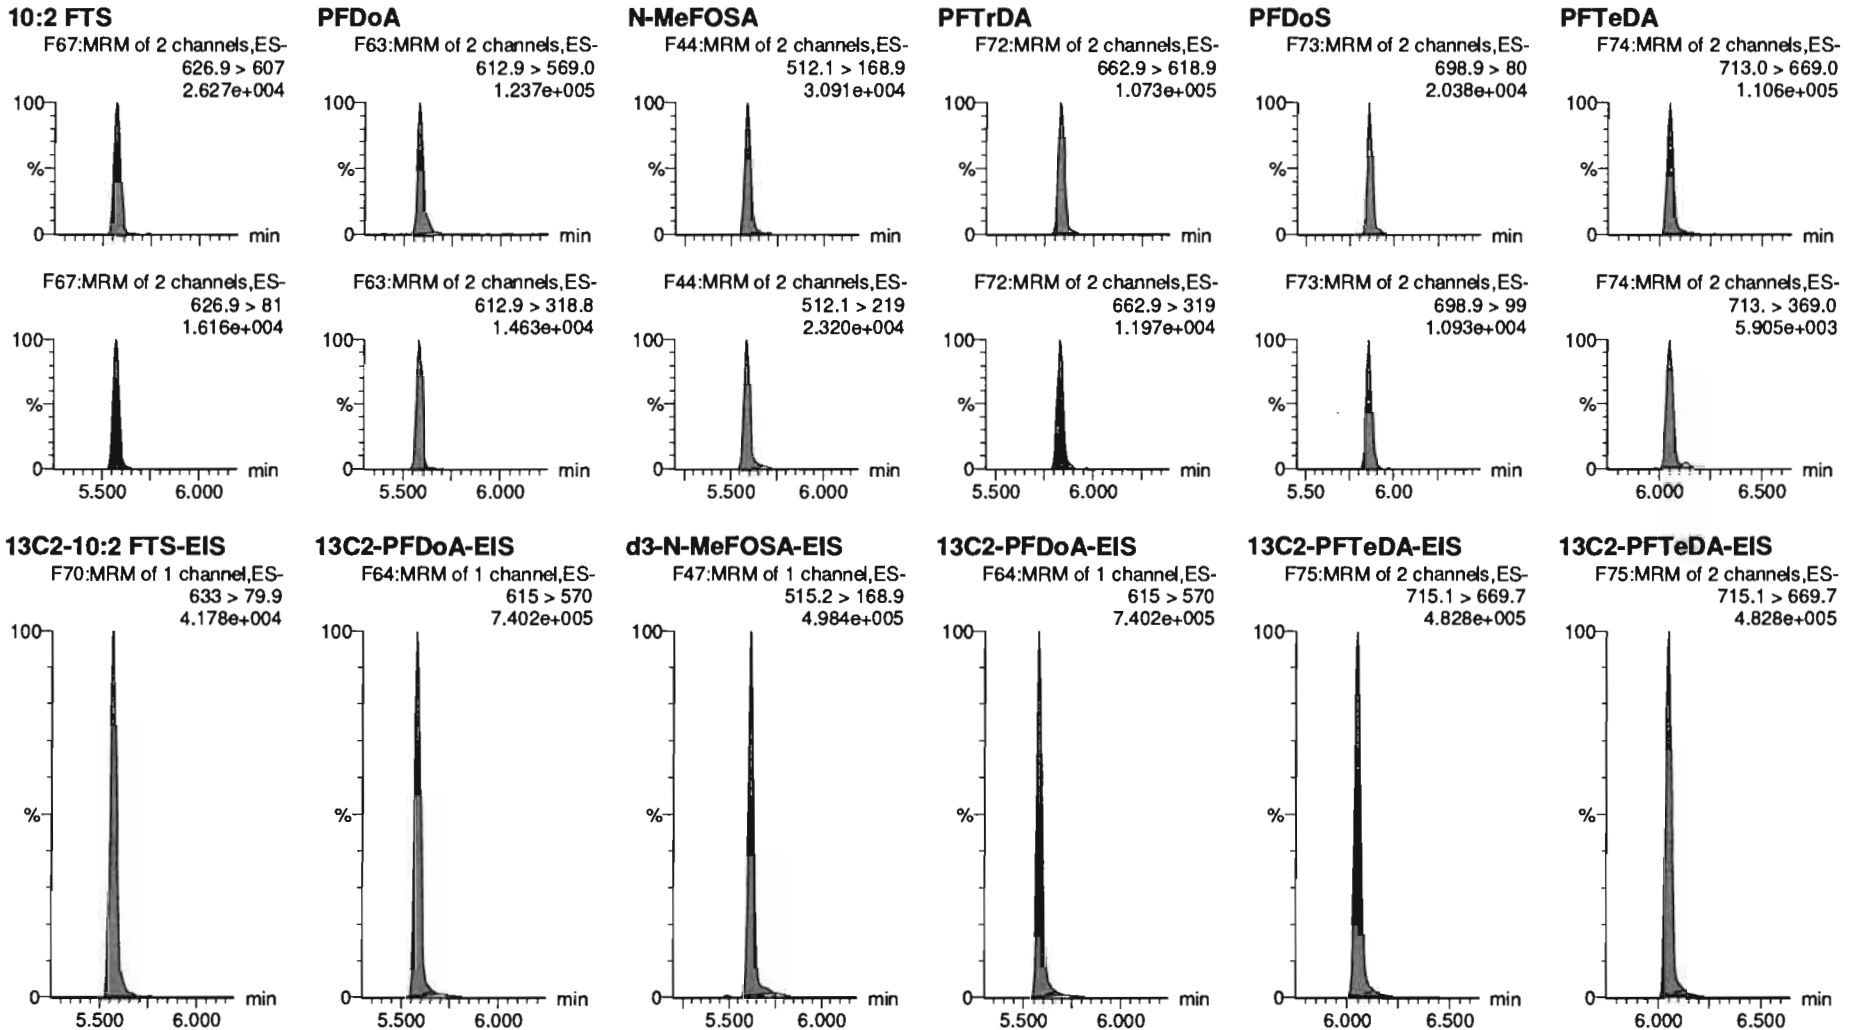 10:2 FTS
F67:MRM of 2 channels,ES-
626.9 > 607
2.627e+004
100
%
0
min
F67:MRM of 2 channels,ES-
626.9 > 81
1.616e+004
100
%
0
min
5.500 6.000
PFDoA
F63:MRM of 2 channels,ES-
612.9 > 569.0
1.237e+005
100
%
0
min
F63:MRM of 2 channels,ES-
612.9 > 318.8
1.463e+004
100
%
0
min
5.500 6.000
N-MeFOSA
F44:MRM of 2 channels,ES-
512.1 > 168.9
3.091e+004
100
%
0
min
F44:MRM of 2 channels,ES-
512.1 > 219
2.320e+004
100
%
0
min
5.500 6.000
PFTrDA
F72:MRM of 2 channels,ES-
662.9 > 618.9
1.073e+005
100
%
0
min
F72:MRM of 2 channels,ES-
662.9 > 319
1.197e+004
100
%
0
min
5.500 6.000
PFDoS
F73:MRM of 2 channels,ES-
698.9 > 80
2.038e+004
100
%
0
min
F73:MRM of 2 channels,ES-
698.9 > 99
1.093e+004
100
%
0
min
5.50 6.00
PFTeDA
F74:MRM of 2 channels,ES-
713.0 > 669.0
1.106e+005
100
%
0
min
F74:MRM of 2 channels,ES-
713. > 369.0
5.905e+003
100
%
0
min
6.000 6.500
13C2-10:2 FTS-EIS
F70:MRM of 1 channel,ES-
633 > 79.9
4.178e+004
100
%
0
min
5.500 6.000
13C2-PFDoA-EIS
F64:MRM of 1 channel,ES-
615 > 570
7.402e+005
100
%
0
min
5.500 6.000
d3-N-MeFOSA-EIS
F47:MRM of 1 channel,ES-
515.2 > 168.9
4.984e+005
100
%
0
min
5.500 6.000
13C2-PFDoA-EIS
F64:MRM of 1 channel,ES-
615 > 570
7.402e+005
100
%
0
min
5.500 6.000
13C2-PFTeDA-EIS
F75:MRM of 2 channels,ES-
715.1 > 669.7
4.828e+005
100
%
0
min
6.000 6.500
13C2-PFTeDA-EIS
F75:MRM of 2 channels,ES-
715.1 > 669.7
4.828e+005
100
%
0
min
6.000 6.500